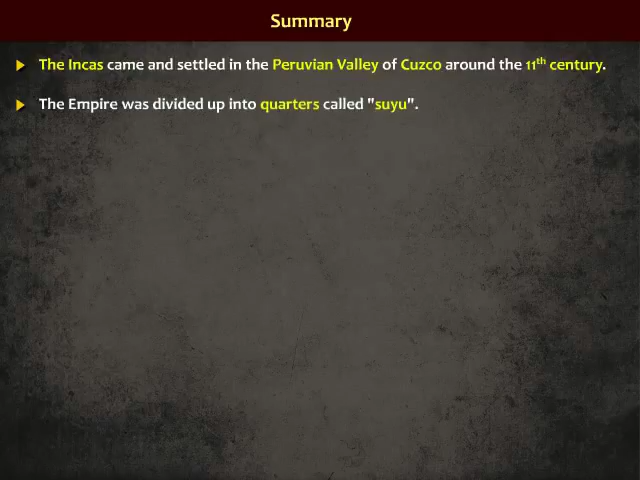 Summary
The Incas came and settled in the Peruvian Valley of Cuzco around the 11th century.
The Empire was divided up into quarters called "suyu".